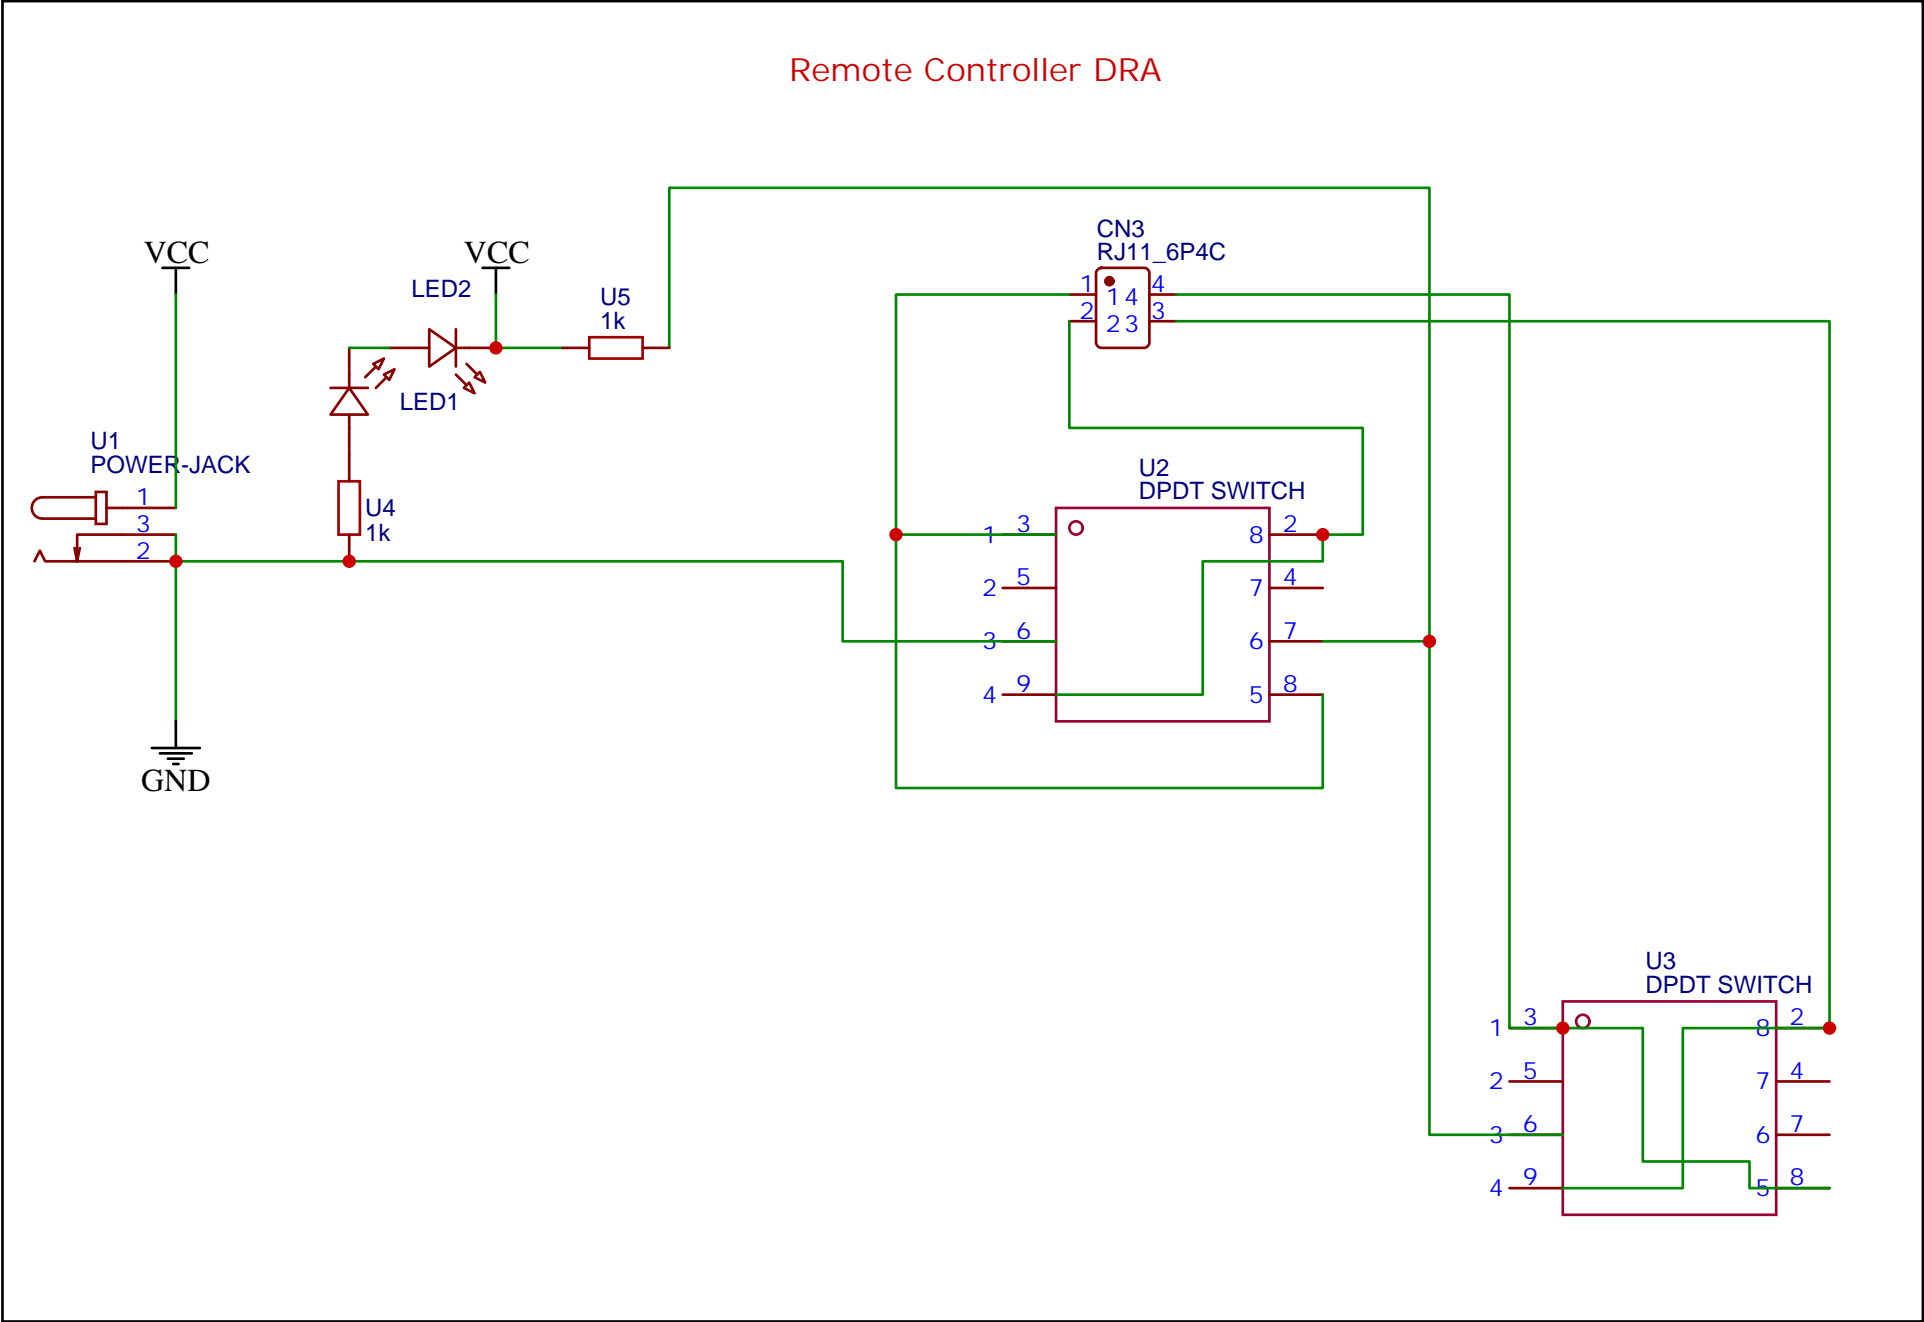 Remote Controller DRA
VCC
VCC
LED2
U5
1k
LED1
U1
POWER-JACK
1
3
2
U4
1k
GND
CN3
RJ11_6P4C
1 1 4 4
2 2 3 3
U2
DPDT SWITCH
1 3 8 2
2 5 7 4
3 6 6 7
4 9 5 8
U3
DPDT SWITCH
1 3 8 2
2 5 7 4
3 6 6 7
4 9 5 8